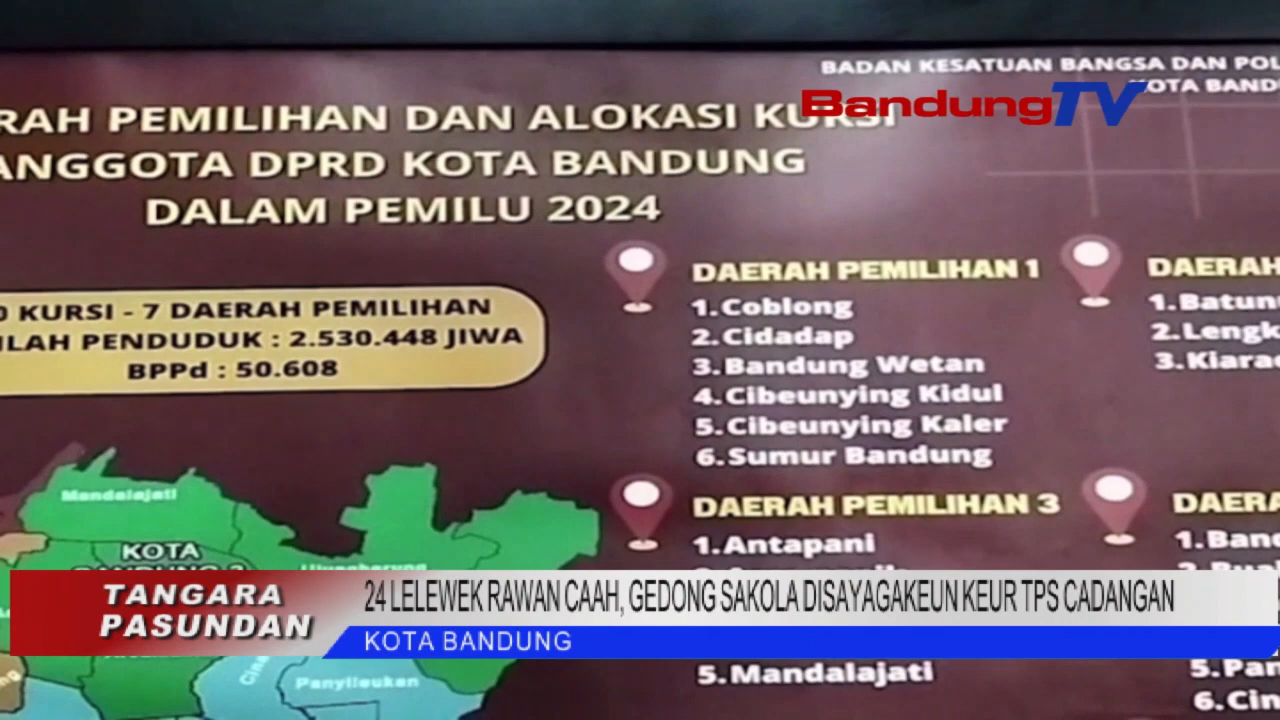 BADAN KESATUAN BANGSA DAN POL
KOTA BAND
BandungTV
RAH PEMILIHAN DAN ALOKASI KURSI
ANGGOTA DPRD KOTA BANDUNG
DALAM PEMILU 2024
0 KURSI - 7 DAERAH PEMILIHAN
LAH PENDUDUK : 2.530.448 JIWA
BPPd : 50.608
DAERAH PEMILIHAN 1
1.Coblong
2.Cidadap
3.Bandung Wetan
4.Cibeunying Kidul
5.Cibeunying Kaler
6.Sumur Bandung
DAERAH
1.Batun
2.Lengk
3.Kiarac
DAERAH PEMILIHAN 3
1.Antapani
5.Mandalajati
DAERA
1.Band
5.Pan
6.Cin
Mandalajati
KOTA
Panyileukan
TANGARA
PASUNDAN
24 LELEWEK RAWAN CAAH, GEDONG SAKOLA DISAYAGAKEUN KEUR TPS CADANGAN
KOTA BANDUNG